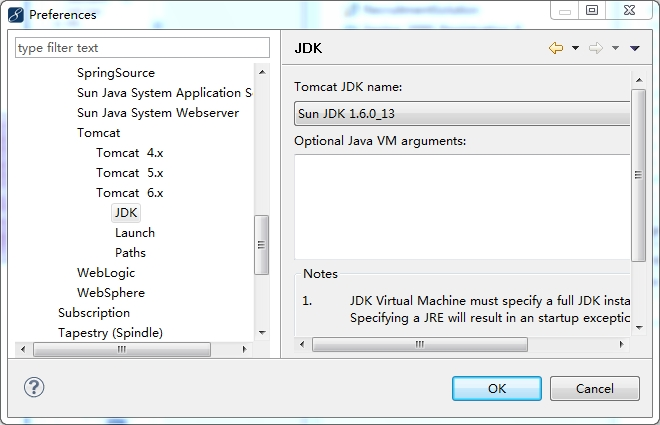 Preferences
type filter text
SpringSource
Sun Java System Application S
Sun Java System Webserver
Tomcat
Tomcat 4.x
Tomcat 5.x
Tomcat 6.x
JDK
Launch
Paths
WebLogic
WebSphere
Subscription
Tapestry (Spindle)
JDK
Tomcat JDK name:
Sun JDK 1.6.0_13
Optional Java VM arguments:
Notes
1. JDK Virtual Machine must specify a full JDK insta
Specifying a JRE will result in an startup exceptic
OK
Cancel